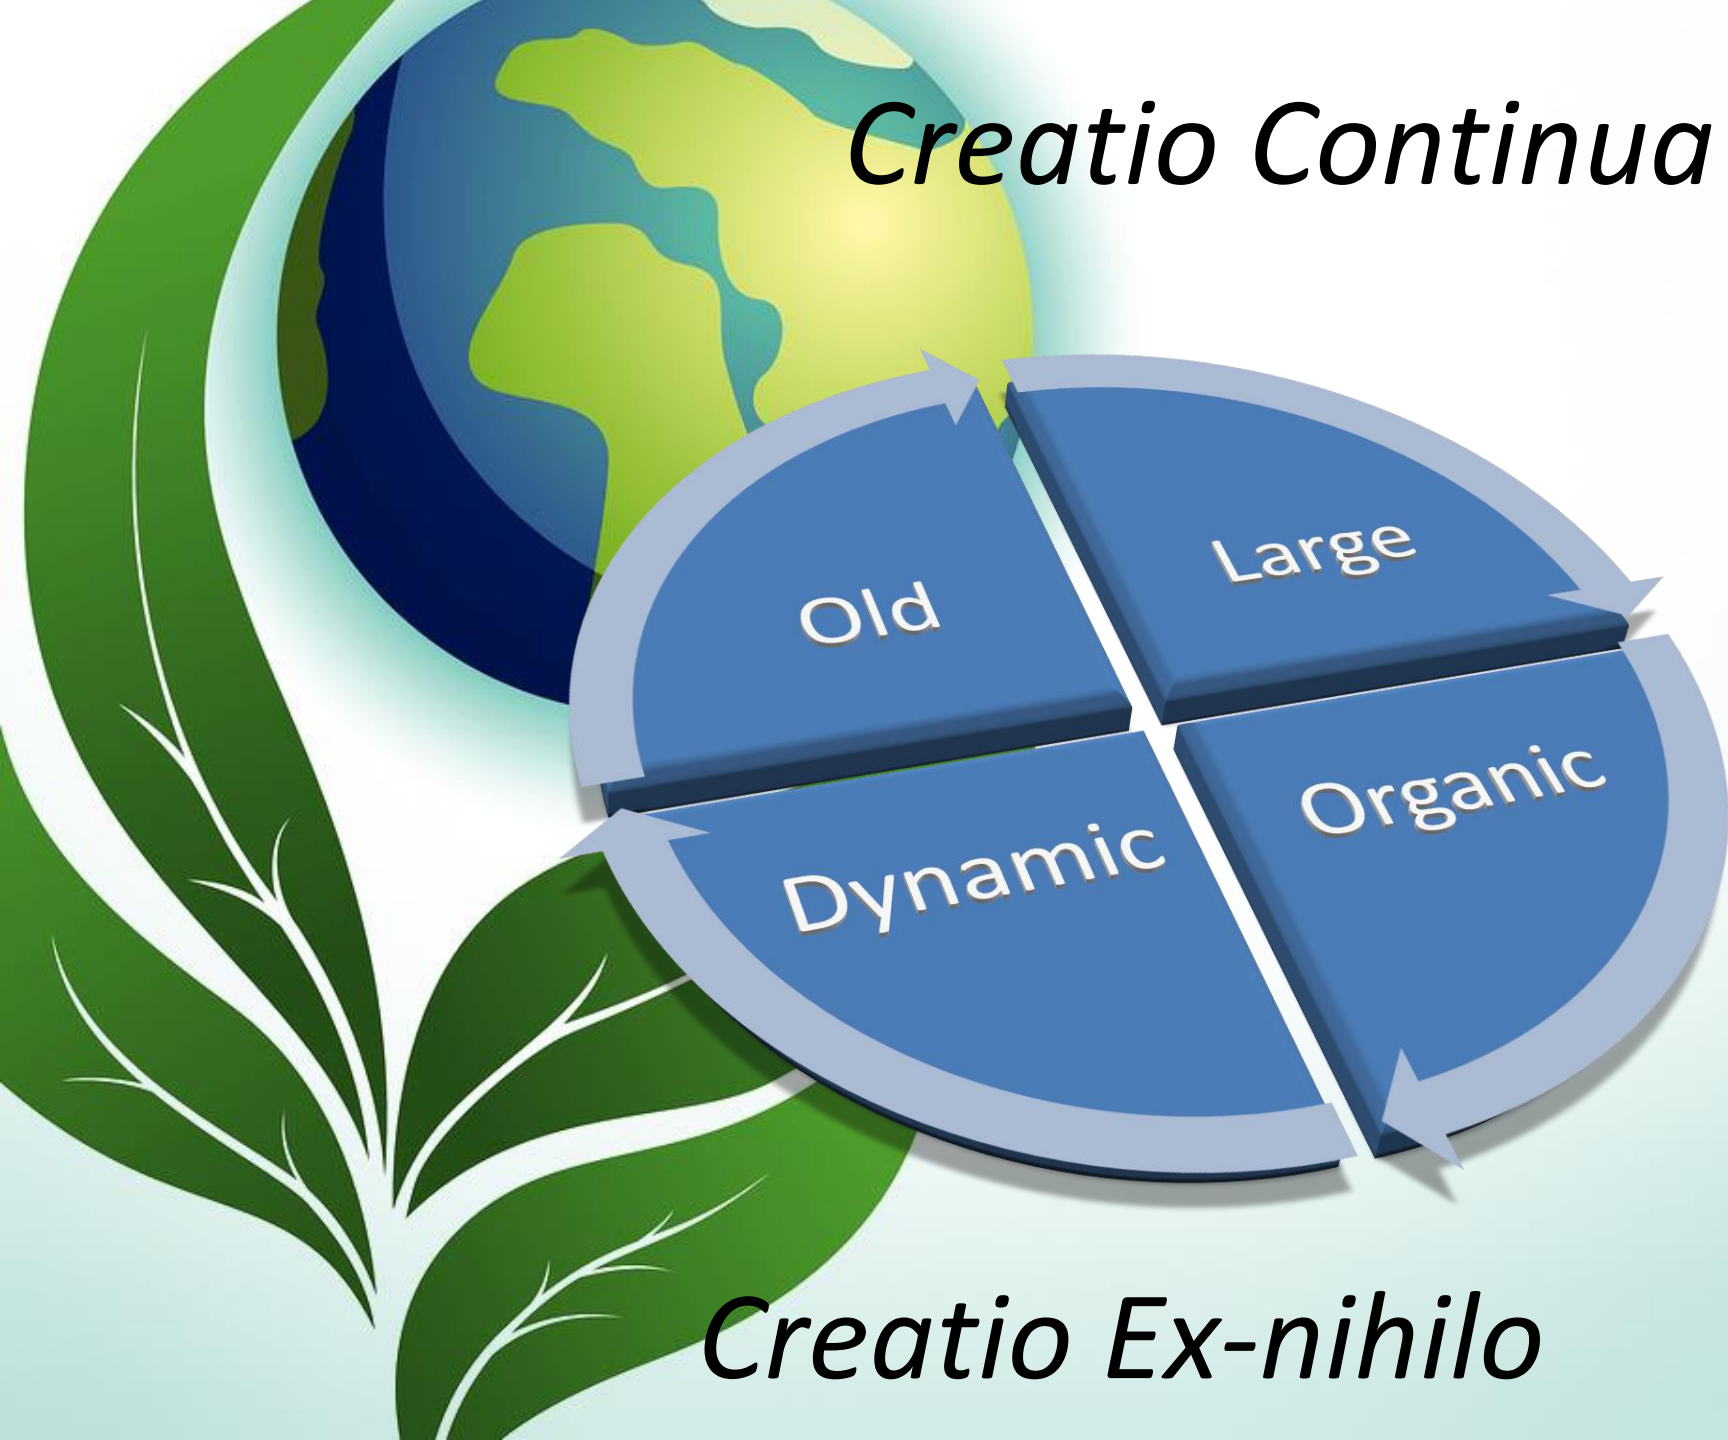 Creatio Continua
Old
Large
Dynamic
Organic
Creatio Ex-nihilo